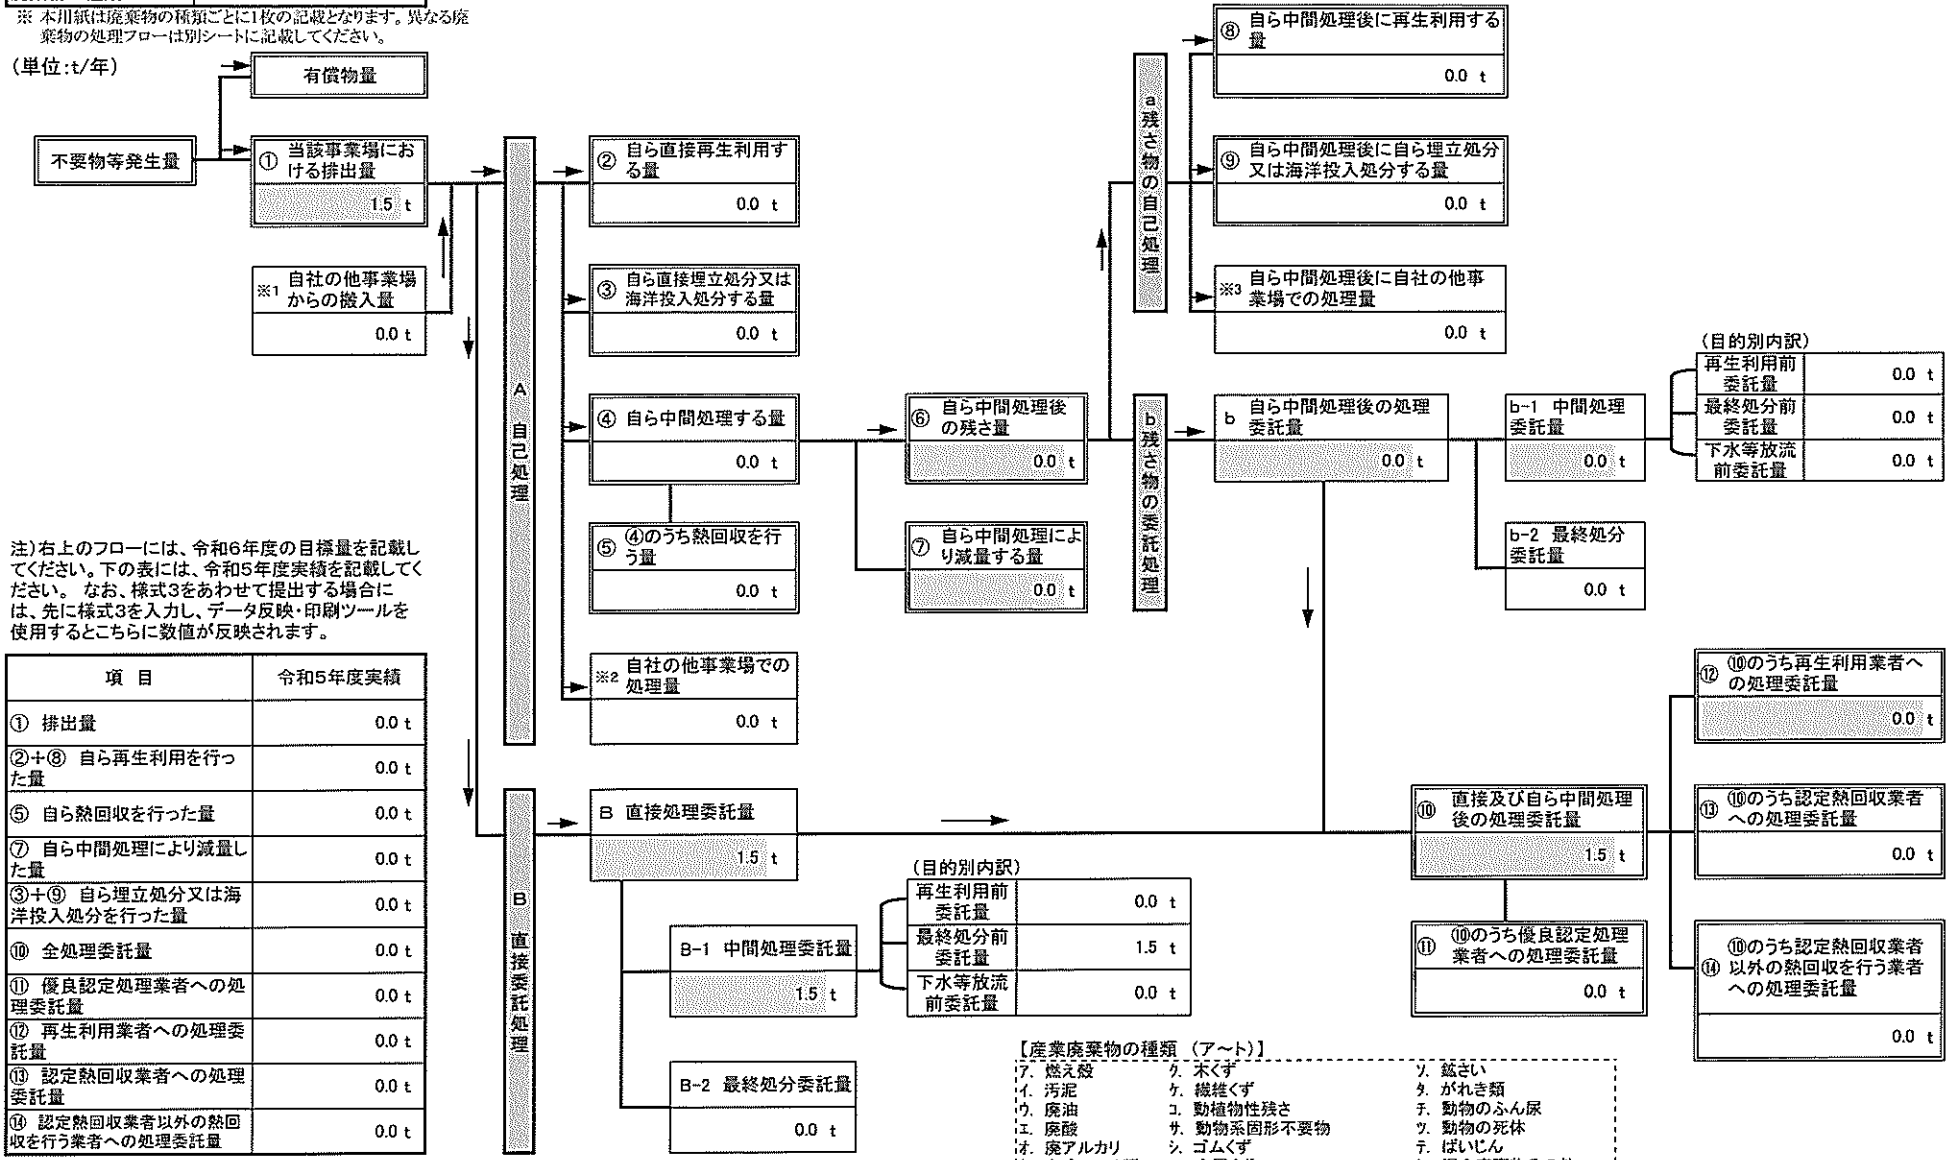 ※ 本用紙は廃棄物の種類ごとに1枚の記載となります。異なる廃
棄物の処理フローは別シートに記載してください。
(単位:t/年)
有償物量
不要物等発生量
① 当該事業場にお
ける排出量
1.5 t
※1 自社の他事業場
からの搬入量
0.0 t
A 自己処理
② 自ら直接再生利用す
る量
0.0 t
③ 自ら直接埋立処分又は
海洋投入処分する量
0.0 t
④ 自ら中間処理する量
0.0 t
⑤ ④のうち熱回収を行
う量
0.0 t
※2 自社の他事業場での
処理量
0.0 t
⑥ 自ら中間処理後
の残さ量
0.0 t
⑦ 自ら中間処理によ
り減量する量
0.0 t
a 残さ物の自己処理
⑧ 自ら中間処理後に再生利用する
量
0.0 t
⑨ 自ら中間処理後に自ら埋立処分
又は海洋投入処分する量
0.0 t
※3 自ら中間処理後に自社の他事
業場での処理量
0.0 t
b 残さ物の委託処理
b 自ら中間処理後の処理
委託量
0.0 t
b-1 中間処理
委託量
0.0 t
(目的別内訳)
再生利用前
委託量
0.0 t
最終処分前
委託量
0.0 t
下水等放流
前委託量
0.0 t
b-2 最終処分
委託量
0.0 t
注)右上のフローには、令和6年度の目標量を記載し
てください。下の表には、令和5年度実績を記載してく
ださい。 なお、様式3をあわせて提出する場合に
は、先に様式3を入力し、データ反映・印刷ツールを
使用するとこちらに数値が反映されます。
項 目 令和5年度実績
① 排出量 0.0 t
②+⑧ 自ら再生利用を行っ
た量 0.0 t
⑤ 自ら熱回収を行った量 0.0 t
⑦ 自ら中間処理により減量し
た量 0.0 t
③+⑨ 自ら埋立処分又は海
洋投入処分を行った量 0.0 t
⑩ 全処理委託量 0.0 t
⑪ 優良認定処理業者への処
理委託量 0.0 t
⑫ 再生利用業者への処理委
託量 0.0 t
⑬ 認定熱回収業者への処理
委託量 0.0 t
⑭ 認定熱回収業者以外の熱回
収を行う業者への処理委託量 0.0 t
B 直接委託処理
B 直接処理委託量
1.5 t
B-1 中間処理委託量
1.5 t
(目的別内訳)
再生利用前
委託量
0.0 t
最終処分前
委託量
1.5 t
下水等放流
前委託量
0.0 t
B-2 最終処分委託量
0.0 t
⑩ 直接及び自ら中間処理
後の処理委託量
1.5 t
⑪ ⑩のうち優良認定処理
業者への処理委託量
0.0 t
⑫ ⑩のうち再生利用業者へ
の処理委託量
0.0 t
⑬ ⑩のうち認定熱回収業者
への処理委託量
0.0 t
⑭ ⑩のうち認定熱回収業者
以外の熱回収を行う業者
への処理委託量
0.0 t
【産業廃棄物の種類 (ア～ト)】
ア. 燃え殻 ク. 木くず ソ. 鉱さい
イ. 汚泥 ケ. 繊維くず タ. がれき類
ウ. 廃油 コ. 動植物性残さ チ. 動物のふん尿
エ. 廃酸 サ. 動物系固形不要物 ツ. 動物の死体
オ. 廃アルカリ シ. ゴムくず テ. ばいじん